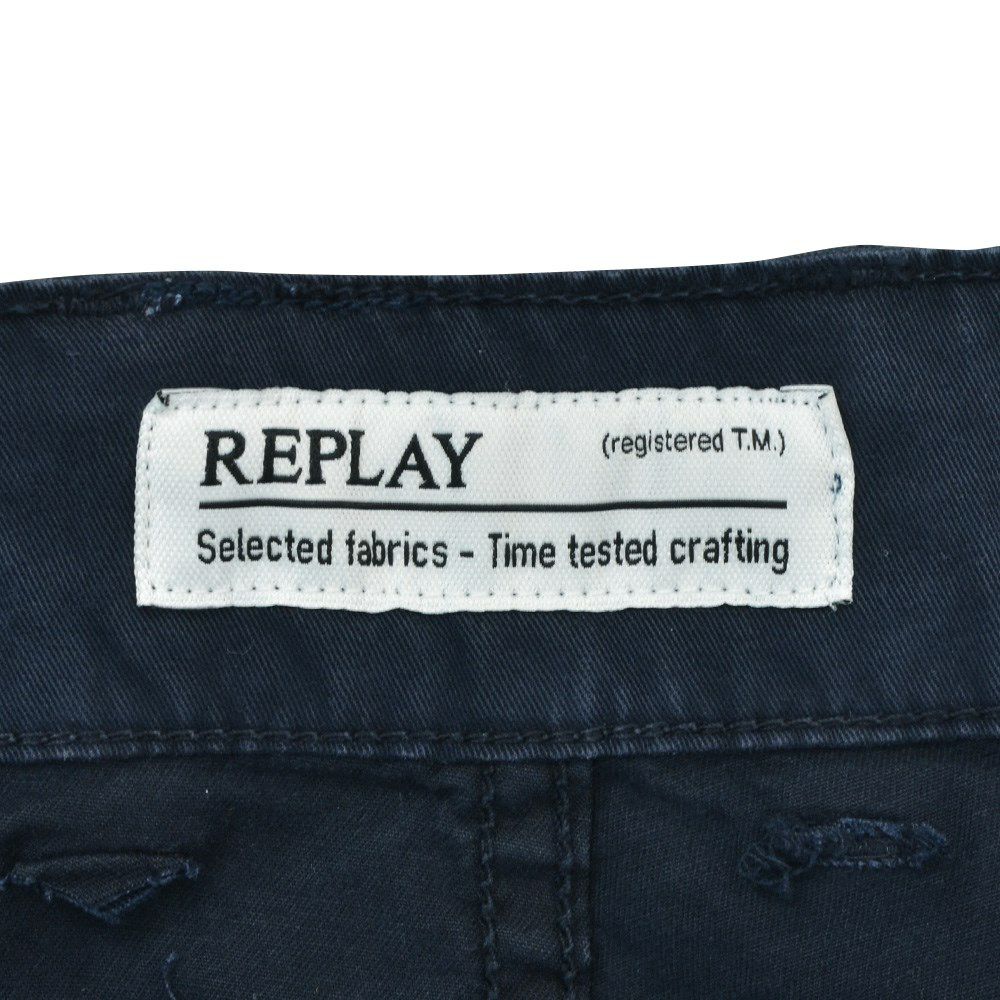 REPLAY (registered T.M.)
Selected fabrics - Time tested crafting